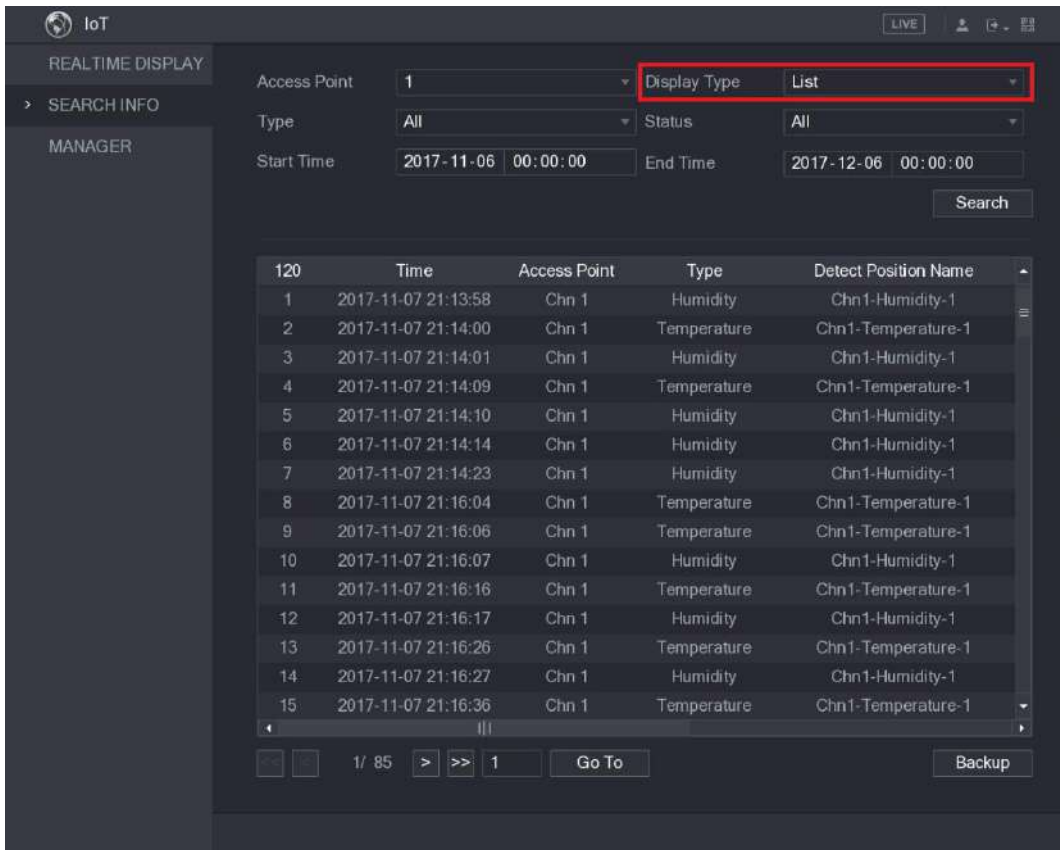 IoT LIVE
REALTIME DISPLAY
SEARCH INFO
MANAGER
Access Point 1 Display Type List
Type All Status All
Start Time 2017-11-06 00:00:00 End Time 2017-12-06 00:00:00
Search
120 Time Access Point Type Detect Position Name
1 2017-11-07 21:13:58 Chn 1 Humidity Chn1-Humidity-1
2 2017-11-07 21:14:00 Chn 1 Temperature Chn1-Temperature-1
3 2017-11-07 21:14:01 Chn 1 Humidity Chn1-Humidity-1
4 2017-11-07 21:14:09 Chn 1 Temperature Chn1-Temperature-1
5 2017-11-07 21:14:10 Chn 1 Humidity Chn1-Humidity-1
6 2017-11-07 21:14:14 Chn 1 Humidity Chn1-Humidity-1
7 2017-11-07 21:14:23 Chn 1 Humidity Chn1-Humidity-1
8 2017-11-07 21:16:04 Chn 1 Temperature Chn1-Temperature-1
9 2017-11-07 21:16:06 Chn 1 Temperature Chn1-Temperature-1
10 2017-11-07 21:16:07 Chn 1 Humidity Chn1-Humidity-1
11 2017-11-07 21:16:16 Chn 1 Temperature Chn1-Temperature-1
12 2017-11-07 21:16:17 Chn 1 Humidity Chn1-Humidity-1
13 2017-11-07 21:16:26 Chn 1 Temperature Chn1-Temperature-1
14 2017-11-07 21:16:27 Chn 1 Humidity Chn1-Humidity-1
15 2017-11-07 21:16:36 Chn 1 Temperature Chn1-Temperature-1
<< < 1/ 85 > >> 1 Go To Backup